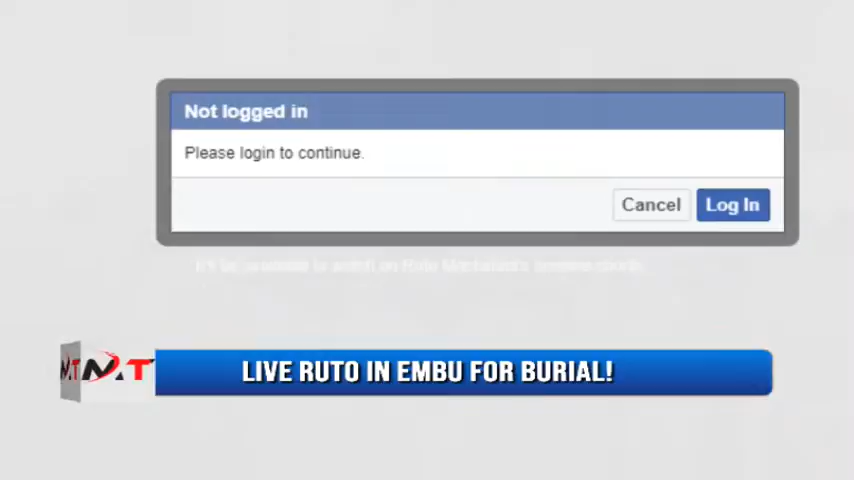 Not logged in
Please login to continue.
Cancel
Log In
M.T
N.T
LIVE RUTO IN EMBU FOR BURIAL!